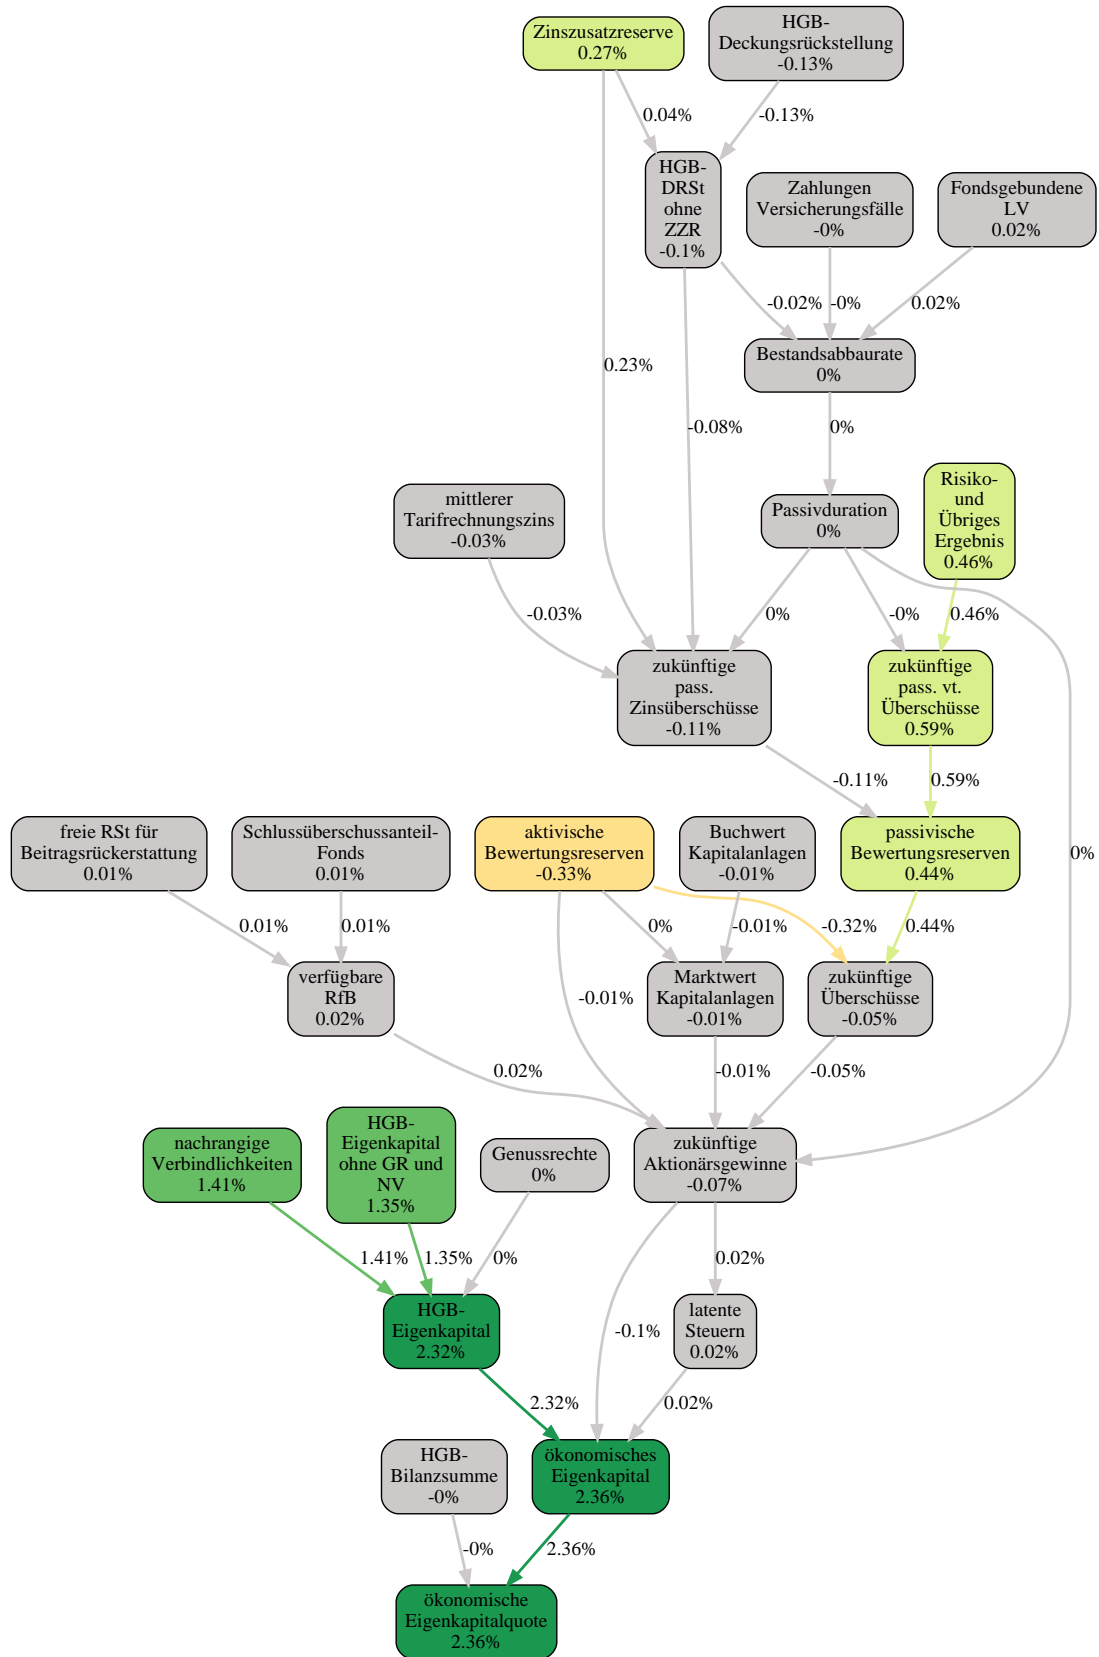 Zinszusatzreserve
0.27%
HGB-
Deckungsrückstellung
-0.13%
0.04%
-0.13%
HGB-
DRSt
ohne
ZZR
-0.1%
Zahlungen
Versicherungsfälle
-0%
Fondsgebundene
LV
0.02%
-0.02%
-0%
0.02%
0.23%
Bestandsabbaurate
0%
-0.08%
0%
mittlerer
Tarifrechnungszins
-0.03%
Passivduration
0%
Risiko-
und
Übriges
Ergebnis
0.46%
-0.03%
0%
-0%
0.46%
zukünftige
pass.
Zinsüberschüsse
-0.11%
zukünftige
pass. vt.
Überschüsse
0.59%
-0.11%
0.59%
freie RSt für
Beitragsrückerstattung
0.01%
Schlussüberschussanteil-
Fonds
0.01%
aktivische
Bewertungsreserven
-0.33%
Buchwert
Kapitalanlagen
-0.01%
passivische
Bewertungsreserven
0.44%
0%
0.01%
0.01%
0%
-0.01%
-0.32%
0.44%
verfügbare
RfB
0.02%
-0.01%
Marktwert
Kapitalanlagen
-0.01%
zukünftige
Überschüsse
-0.05%
0.02%
-0.01%
-0.05%
nachrangige
Verbindlichkeiten
1.41%
HGB-
Eigenkapital
ohne GR und
NV
1.35%
Genussrechte
0%
zukünftige
Aktionärsgewinne
-0.07%
1.41%
1.35%
0%
0.02%
HGB-
Eigenkapital
2.32%
-0.1%
latente
Steuern
0.02%
2.32%
0.02%
HGB-
Bilanzsumme
-0%
ökonomisches
Eigenkapital
2.36%
-0%
2.36%
ökonomische
Eigenkapitalquote
2.36%